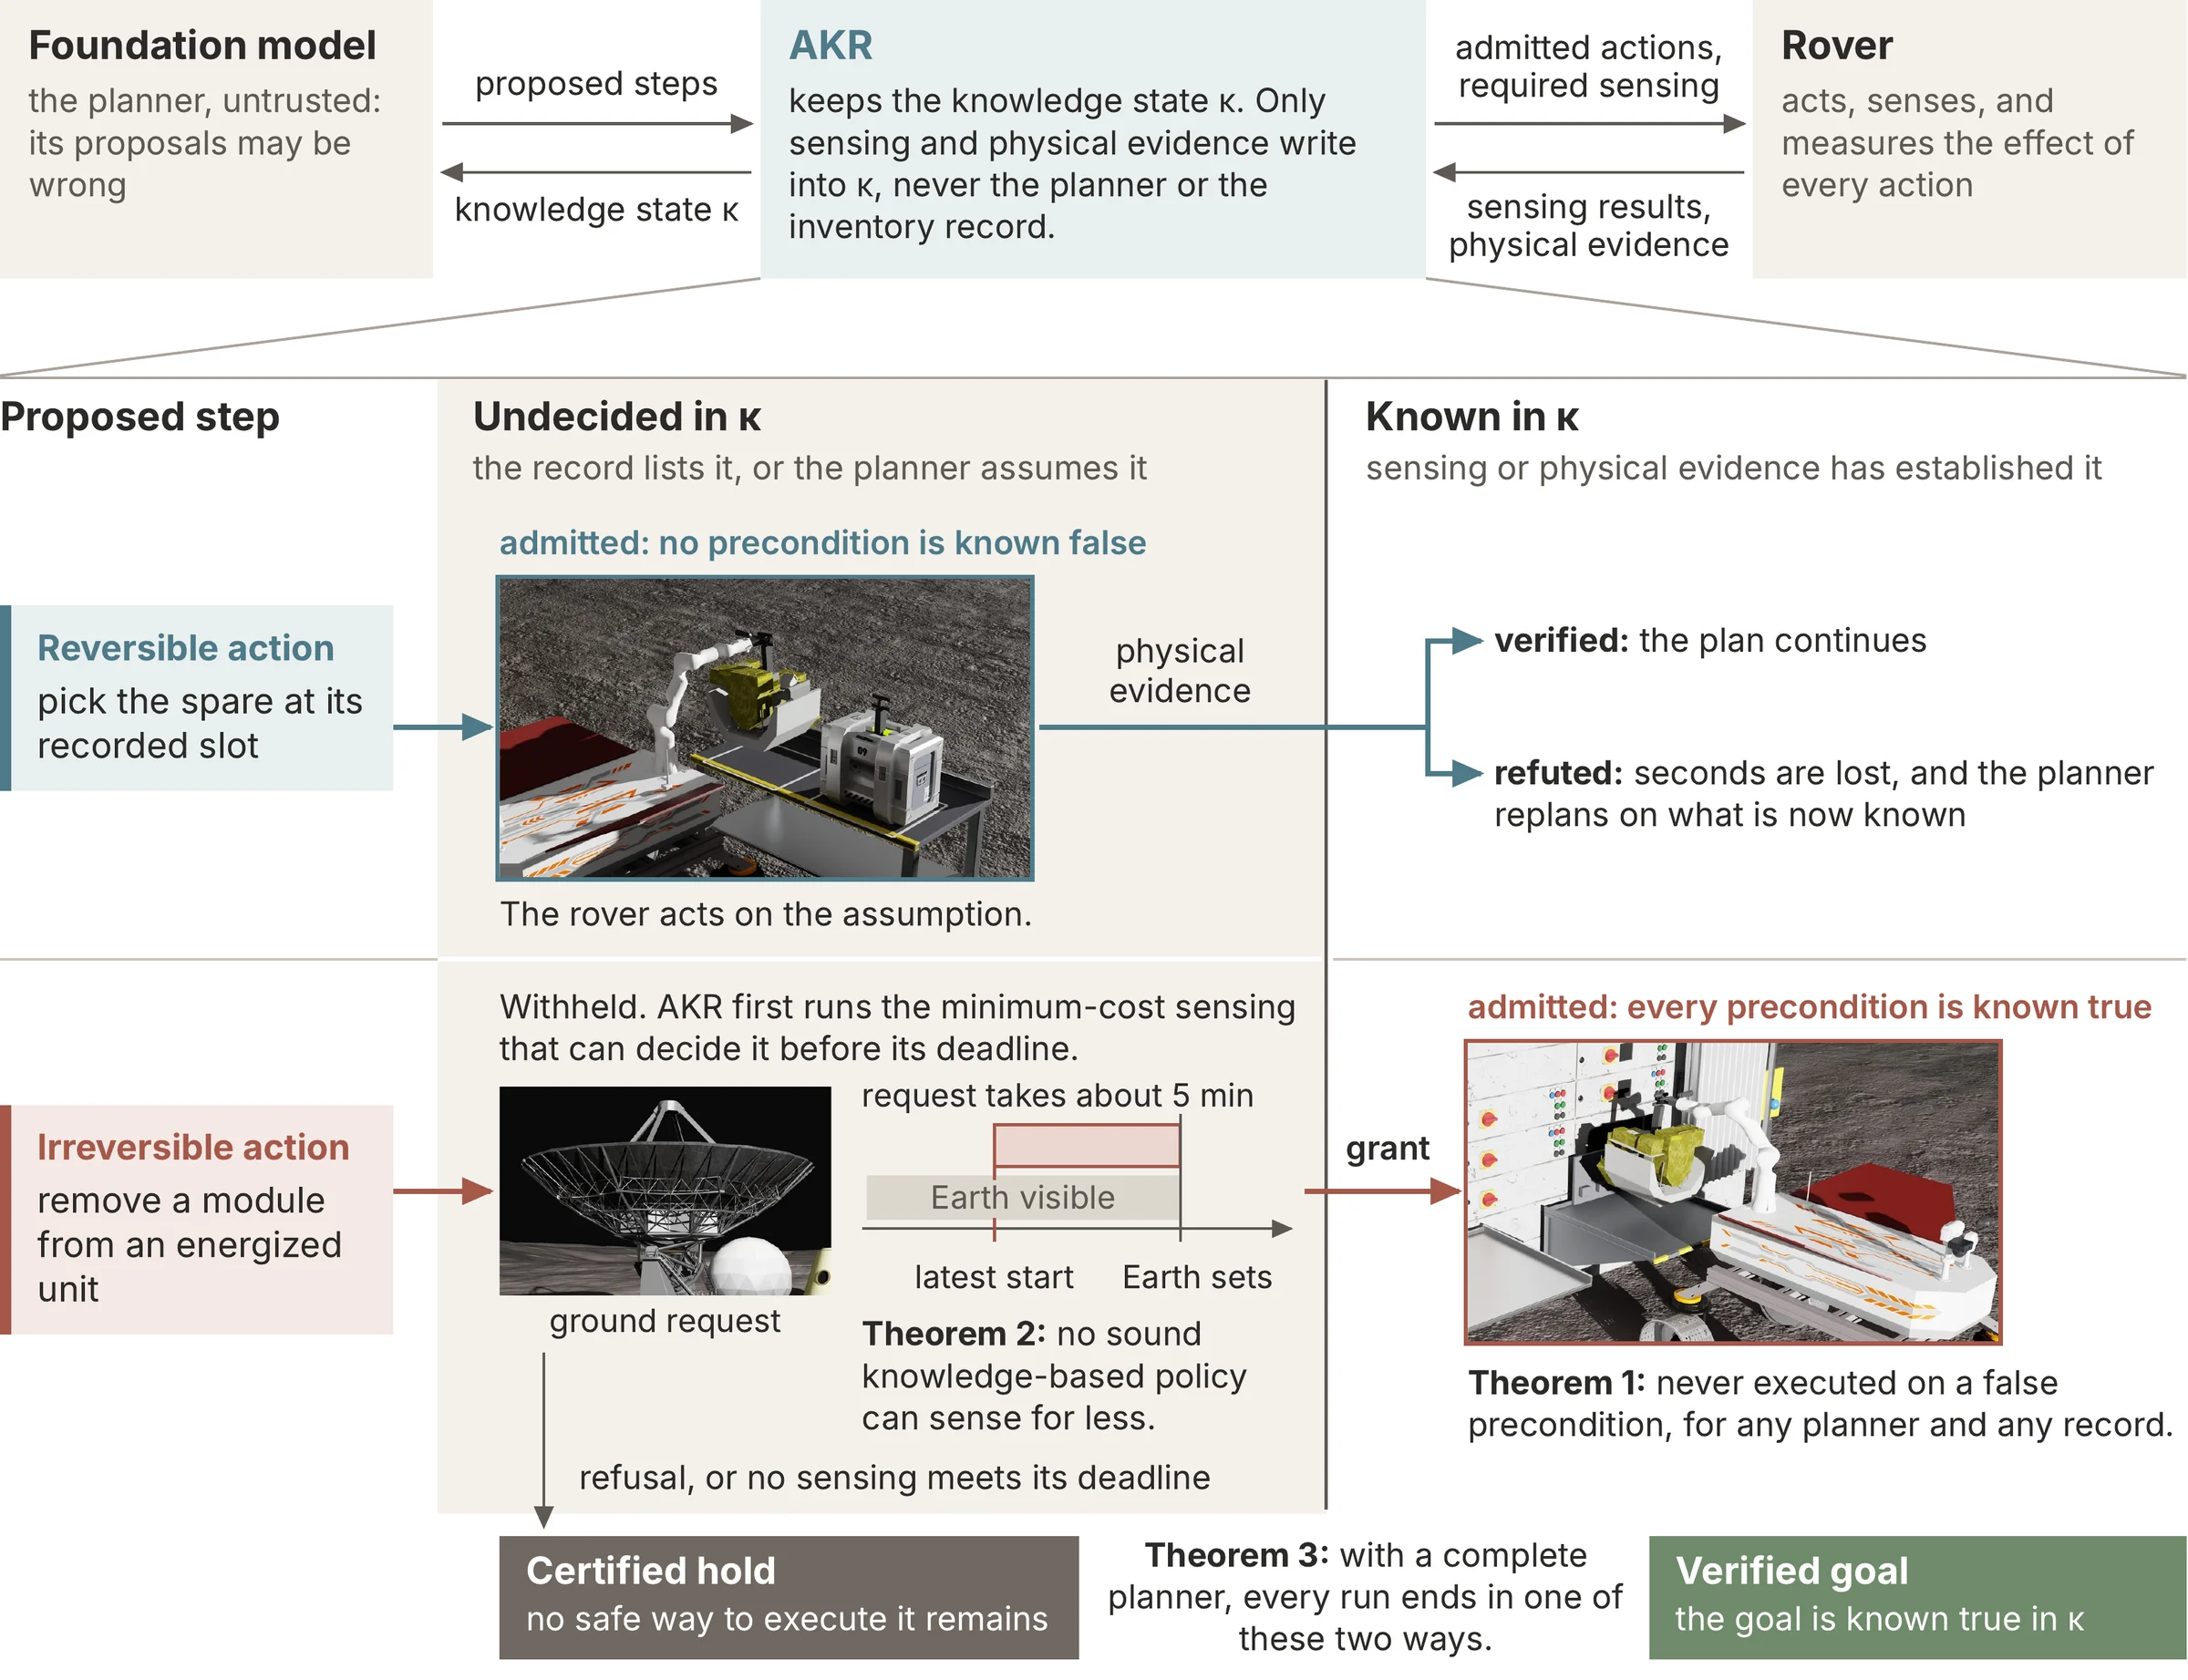 Foundation model
the planner, untrusted:
its proposals may be
wrong
proposed steps
knowledge state κ
AKR
keeps the knowledge state κ. Only
sensing and physical evidence write
into κ, never the planner or the
inventory record.
admitted actions,
required sensing
sensing results,
physical evidence
Rover
acts, senses, and
measures the effect of
every action
Proposed step
Undecided in κ
the record lists it, or the planner assumes it
Known in κ
sensing or physical evidence has established it
Reversible action
pick the spare at its
recorded slot
admitted: no precondition is known false
09
The rover acts on the assumption.
physical
evidence
verified: the plan continues
refuted: seconds are lost, and the planner
replans on what is now known
Irreversible action
remove a module
from an energized
unit
Withheld. AKR first runs the minimum-cost sensing
that can decide it before its deadline.
ground request
request takes about 5 min
Earth visible
latest start
Earth sets
Theorem 2: no sound
knowledge-based policy
can sense for less.
refusal, or no sensing meets its deadline
grant
admitted: every precondition is known true
Theorem 1: never executed on a false
precondition, for any planner and any record.
Certified hold
no safe way to execute it remains
Theorem 3: with a complete
planner, every run ends in one of
these two ways.
Verified goal
the goal is known true in κ